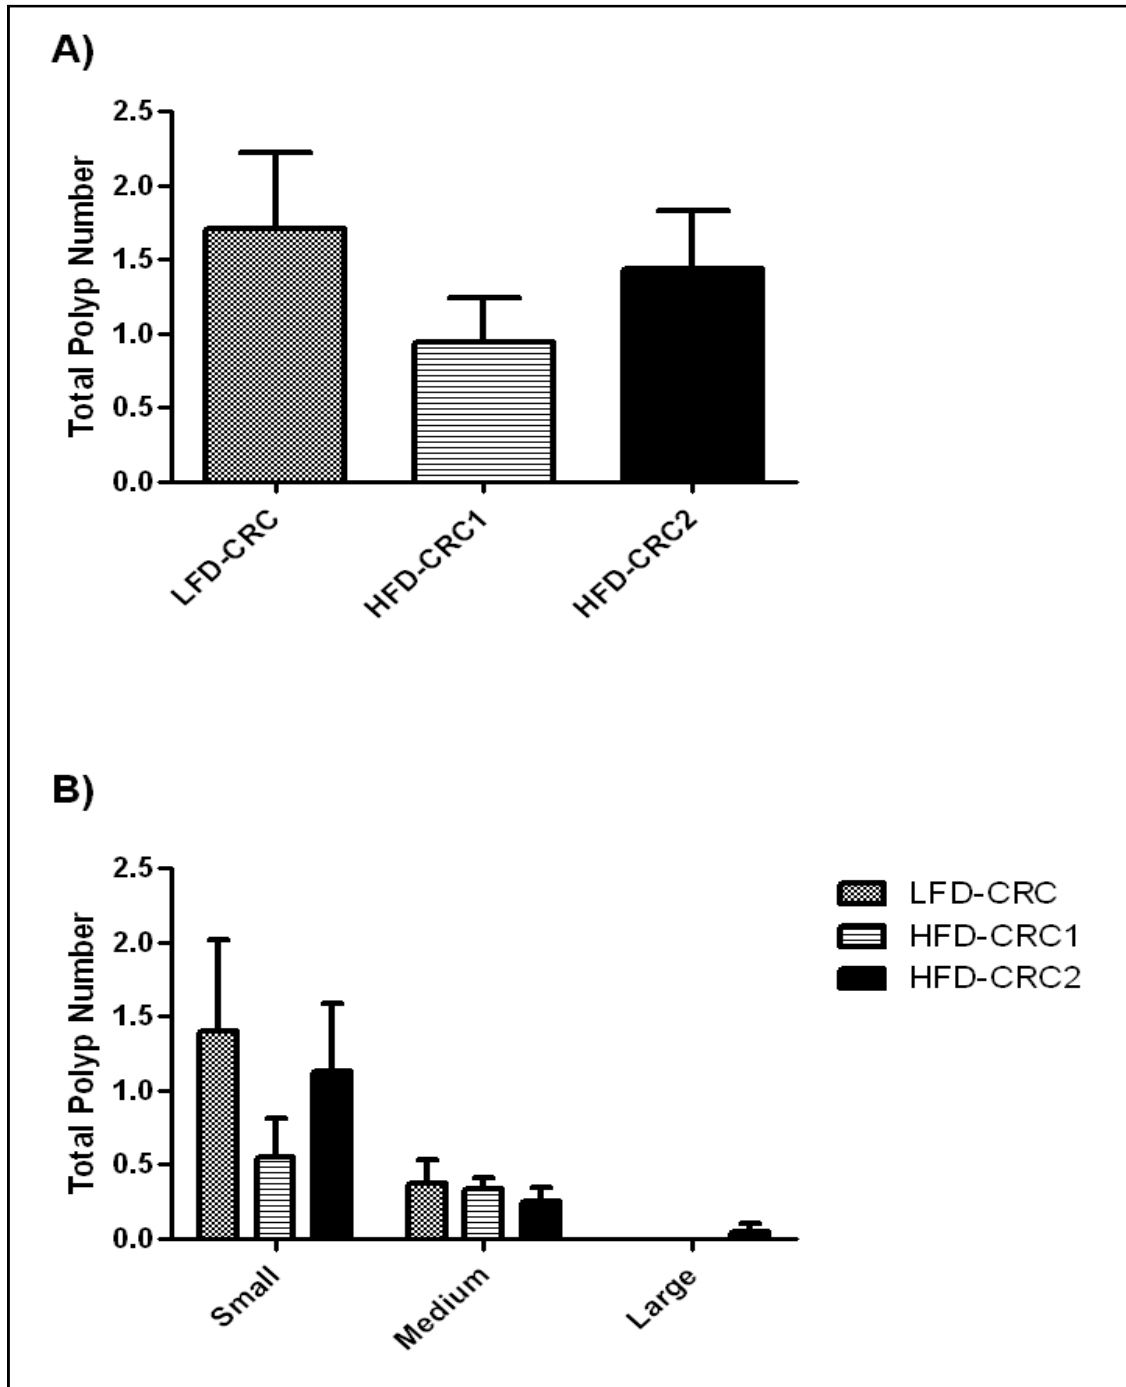 A)
Total Polyp Number
2.5
2.0
1.5
1.0
0.5
0.0
LFD-CRC
HFD-CRC1
HFD-CRC2
B)
Total Polyp Number
2.5
2.0
1.5
1.0
0.5
0.0
Small
Medium
Large
LFD-CRC
HFD-CRC1
HFD-CRC2